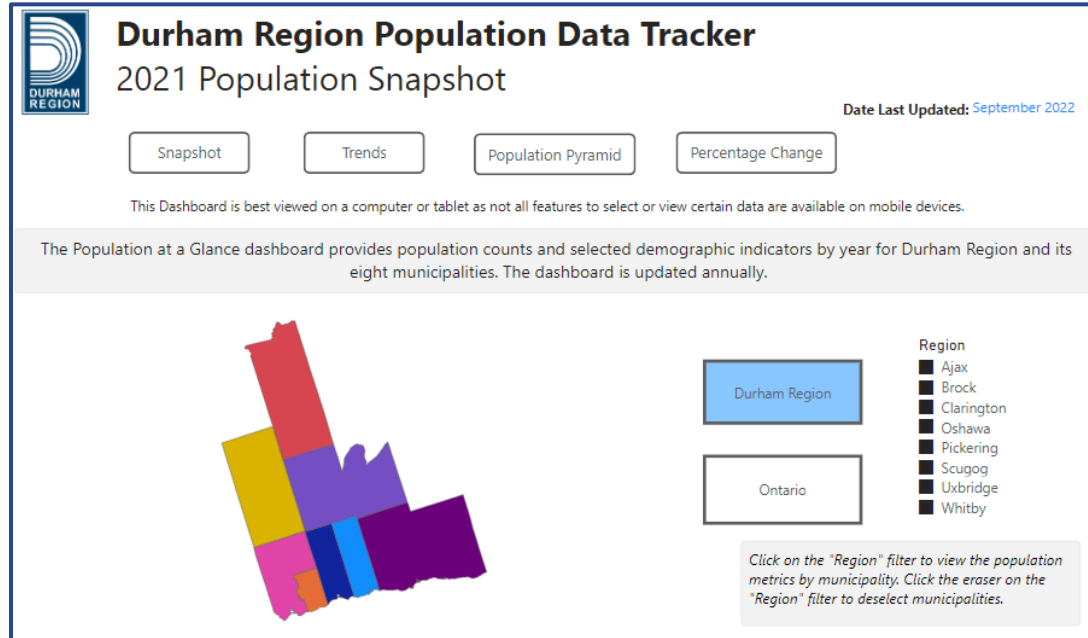 DURHAM
REGION
Durham Region Population Data Tracker
2021 Population Snapshot
Date Last Updated: September 2022
Snapshot
Trends
Population Pyramid
Percentage Change
This Dashboard is best viewed on a computer or tablet as not all features to select or view certain data are available on mobile devices.
The Population at a Glance dashboard provides population counts and selected demographic indicators by year for Durham Region and its
eight municipalities. The dashboard is updated annually.
Durham Region
Ontario
Region
Ajax
Brock
Clarington
Oshawa
Pickering
Scugog
Uxbridge
Whitby
Click on the "Region" filter to view the population
metrics by municipality. Click the eraser on the
"Region" filter to deselect municipalities.